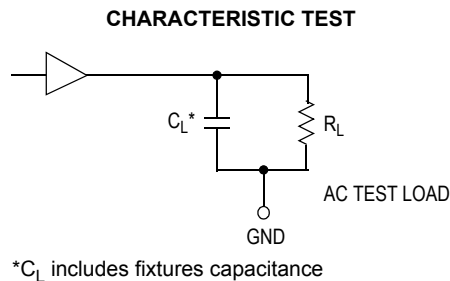 CHARACTERISTIC TEST
C_L*
R_L
AC TEST LOAD
GND
*C_L includes fixtures capacitance